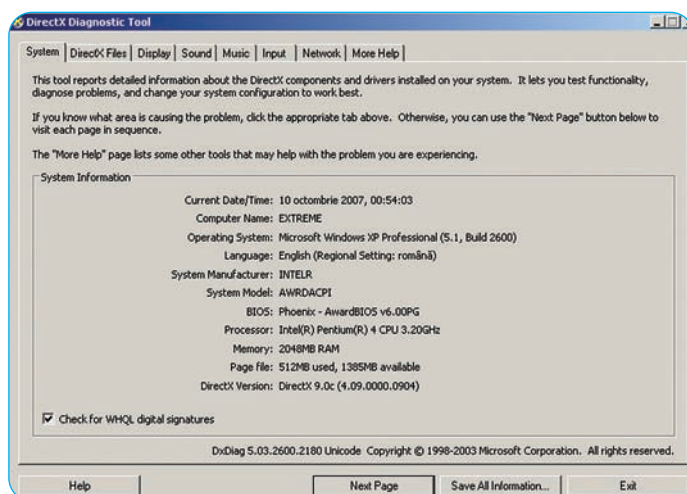 DirectX Diagnostic Tool
System DirectX Files Display Sound Music Input Network More Help
This tool reports detailed information about the DirectX components and drivers installed on your system. It lets you test functionality,
diagnose problems, and change your system configuration to work best.
If you know what area is causing the problem, click the appropriate tab above. Otherwise, you can use the "Next Page" button below to
visit each page in sequence.
The "More Help" page lists some other tools that may help with the problem you are experiencing.
System Information
Current Date/Time: 10 octombrie 2007, 00:54:03
Computer Name: EXTREME
Operating System: Microsoft Windows XP Professional (5.1, Build 2600)
Language: English (Regional Setting: română)
System Manufacturer: INTELR
System Model: AWRDACPI
BIOS: Phoenix - AwardBIOS v6.00PG
Processor: Intel(R) Pentium(R) 4 CPU 3.20GHz
Memory: 2048MB RAM
Page file: 512MB used, 1385MB available
DirectX Version: DirectX 9.0c (4.09.0000.0904)
Check for WHQL digital signatures
DxDiag 5.03.2600.2180 Unicode Copyright © 1998-2003 Microsoft Corporation. All rights reserved.
Help Next Page Save All Information... Exit